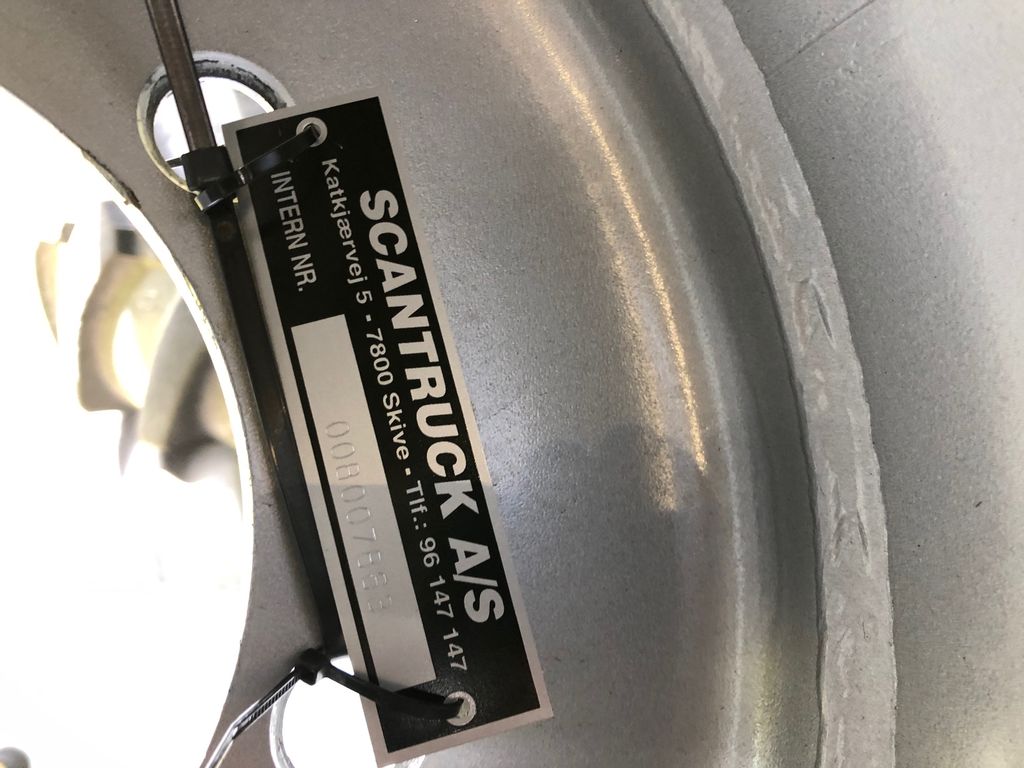 SCANTRUCK A/S
Katkjærvej 5 - 7800 Skive - Tlf.: 96 147 147
INTERN NR.